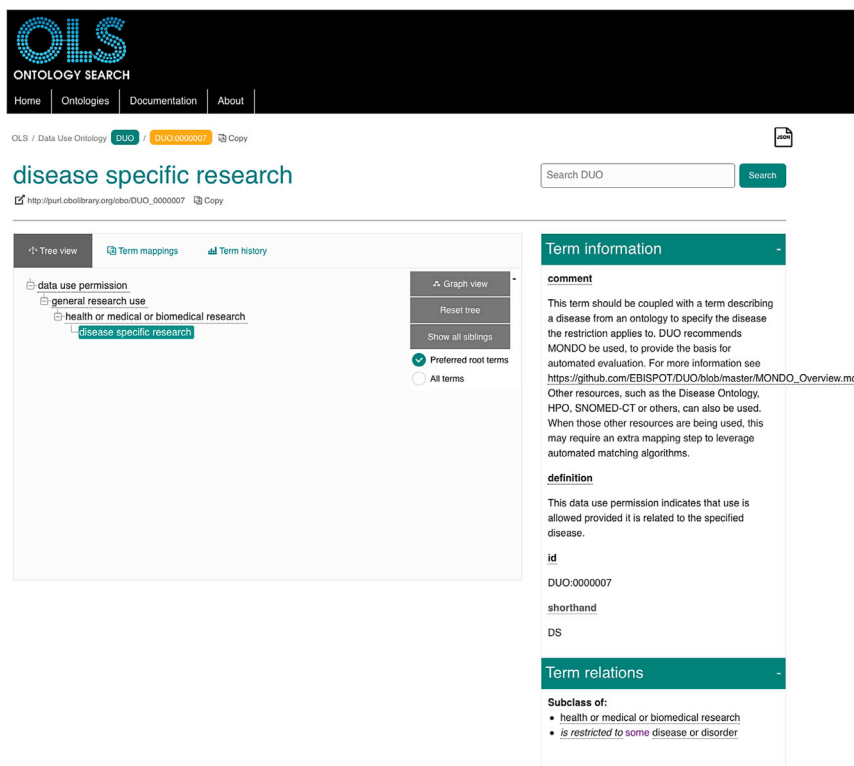 OLS
ONTOLOGY SEARCH
Home Ontologies Documentation About
OLS / Data Use Ontology DUO / DUO:0000007 Copy
JSON
disease specific research
http://purl.obolibrary.org/obo/DUO_0000007 Copy
Search DUO Search
Tree view Term mappings Term history
data use permission
general research use
health or medical or biomedical research
disease specific research
Graph view
-
Reset tree
Show all siblings
Preferred root terms
All terms
Term information -
comment
This term should be coupled with a term describing
a disease from an ontology to specify the disease
the restriction applies to. DUO recommends
MONDO be used, to provide the basis for
automated evaluation. For more information see
https://github.com/EBISPOT/DUO/blob/master/MONDO_Overview.md
Other resources, such as the Disease Ontology,
HPO, SNOMED-CT or others, can also be used.
When those other resources are being used, this
may require an extra mapping step to leverage
automated matching algorithms.
definition
This data use permission indicates that use is
allowed provided it is related to the specified
disease.
id
DUO:0000007
shorthand
DS
Term relations -
Subclass of:
• health or medical or biomedical research
• is restricted to some disease or disorder